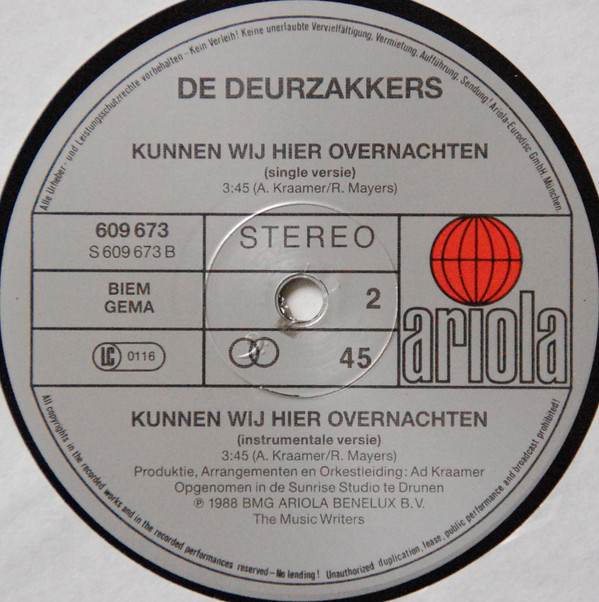 Alle Urheber- und Leistungsschutzrechte vorbehalten - Kein Verleih! Keine unerlaubte Vervielfältigung, Vermietung, Aufführung, Sendung! Ariola-Eurodisc GmbH, München.
DE DEURZAKKERS
KUNNEN WIJ HIER OVERNACHTEN
(single versie)
3:45 (A. Kraamer/R. Mayers)
609 673
S 609 673 B
STEREO
BIEM
GEMA
2
LC 0116
45
ariola
KUNNEN WIJ HIER OVERNACHTEN
(instrumentale versie)
3:45 (A. Kraamer/R. Mayers)
Produktie, Arrangementen en Orkestleiding: Ad Kraamer
Opgenomen in de Sunrise Studio te Drunen
℗ 1988 BMG ARIOLA BENELUX B.V.
The Music Writers
All copyrights in the recorded works and in the recorded performances reserved - No lending! Unauthorized duplication, lease, public performance and broadcast prohibited!